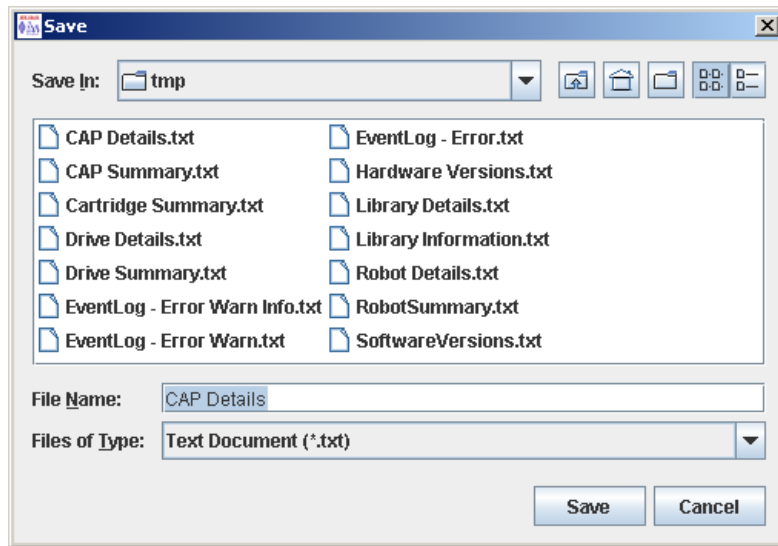 Save
Save In: tmp
CAP Details.txt
CAP Summary.txt
Cartridge Summary.txt
Drive Details.txt
Drive Summary.txt
EventLog - Error Warn Info.txt
EventLog - Error Warn.txt
EventLog - Error.txt
Hardware Versions.txt
Library Details.txt
Library Information.txt
Robot Details.txt
RobotSummary.txt
SoftwareVersions.txt
File Name: CAP Details
Files of Type: Text Document (*.txt)
Save Cancel